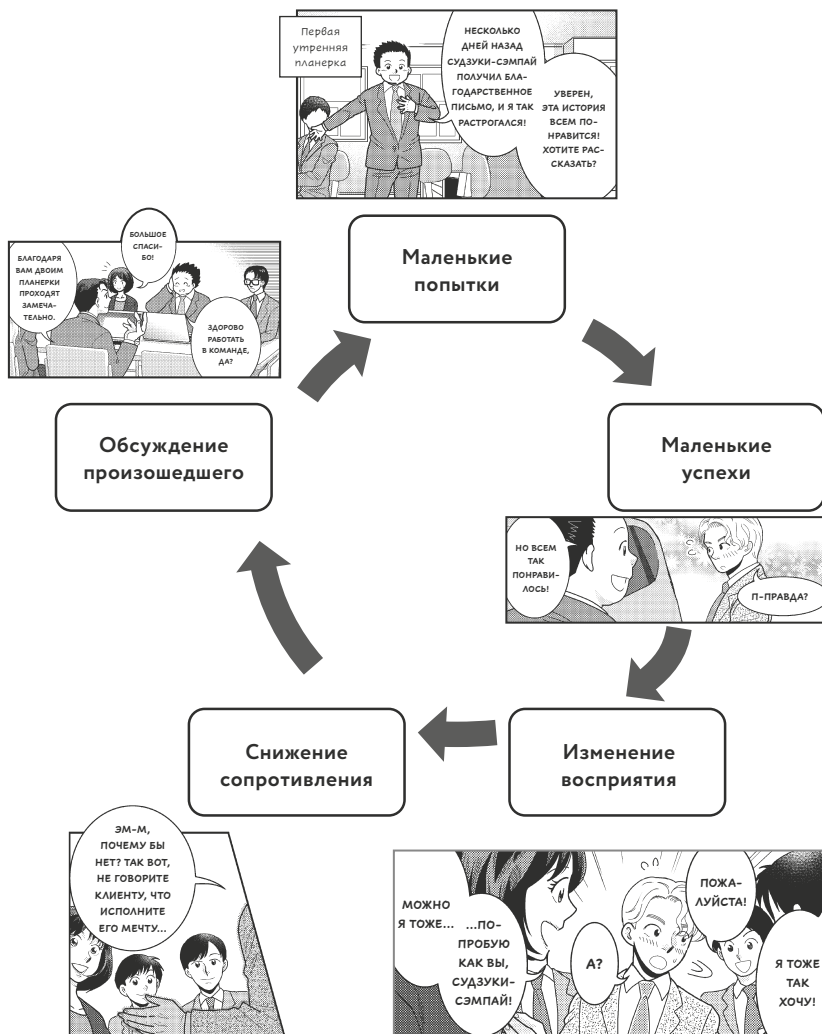 Первая
утренняя
планерка
НЕСКОЛЬКО
ДНЕЙ НАЗАД
СУДЗУКИ-СЭМПАЙ
ПОЛУЧИЛ БЛА-
ГОДАРСТВЕННОЕ
ПИСЬМО, И Я ТАК
РАСТРОГАЛСЯ!
УВЕРЕН,
ЭТА ИСТОРИЯ
ВСЕМ ПО-
НРАВИТСЯ!
ХОТИТЕ РАС-
СКАЗАТЬ?
Маленькие
попытки
Маленькие
успехи
НО ВСЕМ
ТАК
ПОНРАВИ-
ЛОСЬ!
П-ПРАВДА?
Изменение
восприятия
МОЖНО
Я ТОЖЕ...
...ПО-
ПРОБУЮ
КАК ВЫ,
СУДЗУКИ-
СЭМПАЙ!
А?
ПОЖА-
ЛУЙСТА!
Я ТОЖЕ
ТАК
ХОЧУ!
Снижение
сопротивления
ЭМ-М,
ПОЧЕМУ БЫ
НЕТ? ТАК ВОТ,
НЕ ГОВОРИТЕ
КЛИЕНТУ, ЧТО
ИСПОЛНИТЕ
ЕГО МЕЧТУ...
Обсуждение
произошедшего
БЛАГОДАРЯ
ВАМ ДВОИМ
ПЛАНЕРКИ
ПРОХОДЯТ
ЗАМЕЧА-
ТЕЛЬНО.
БОЛЬШОЕ
СПАСИ-
БО!
ЗДОРОВО
РАБОТАТЬ
В КОМАНДЕ,
ДА?